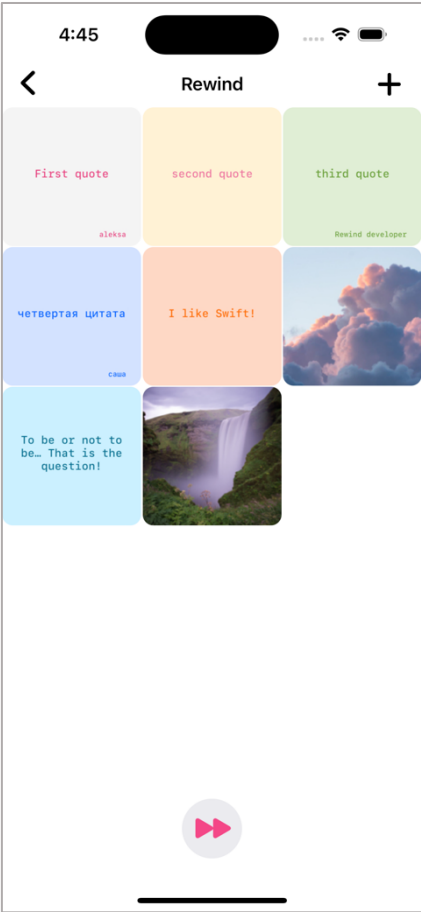 4:45
Rewind
First quote
aleksa
second quote
third quote
Rewind developer
четвертая цитата
саша
I like Swift!
To be or not to
be… That is the
question!